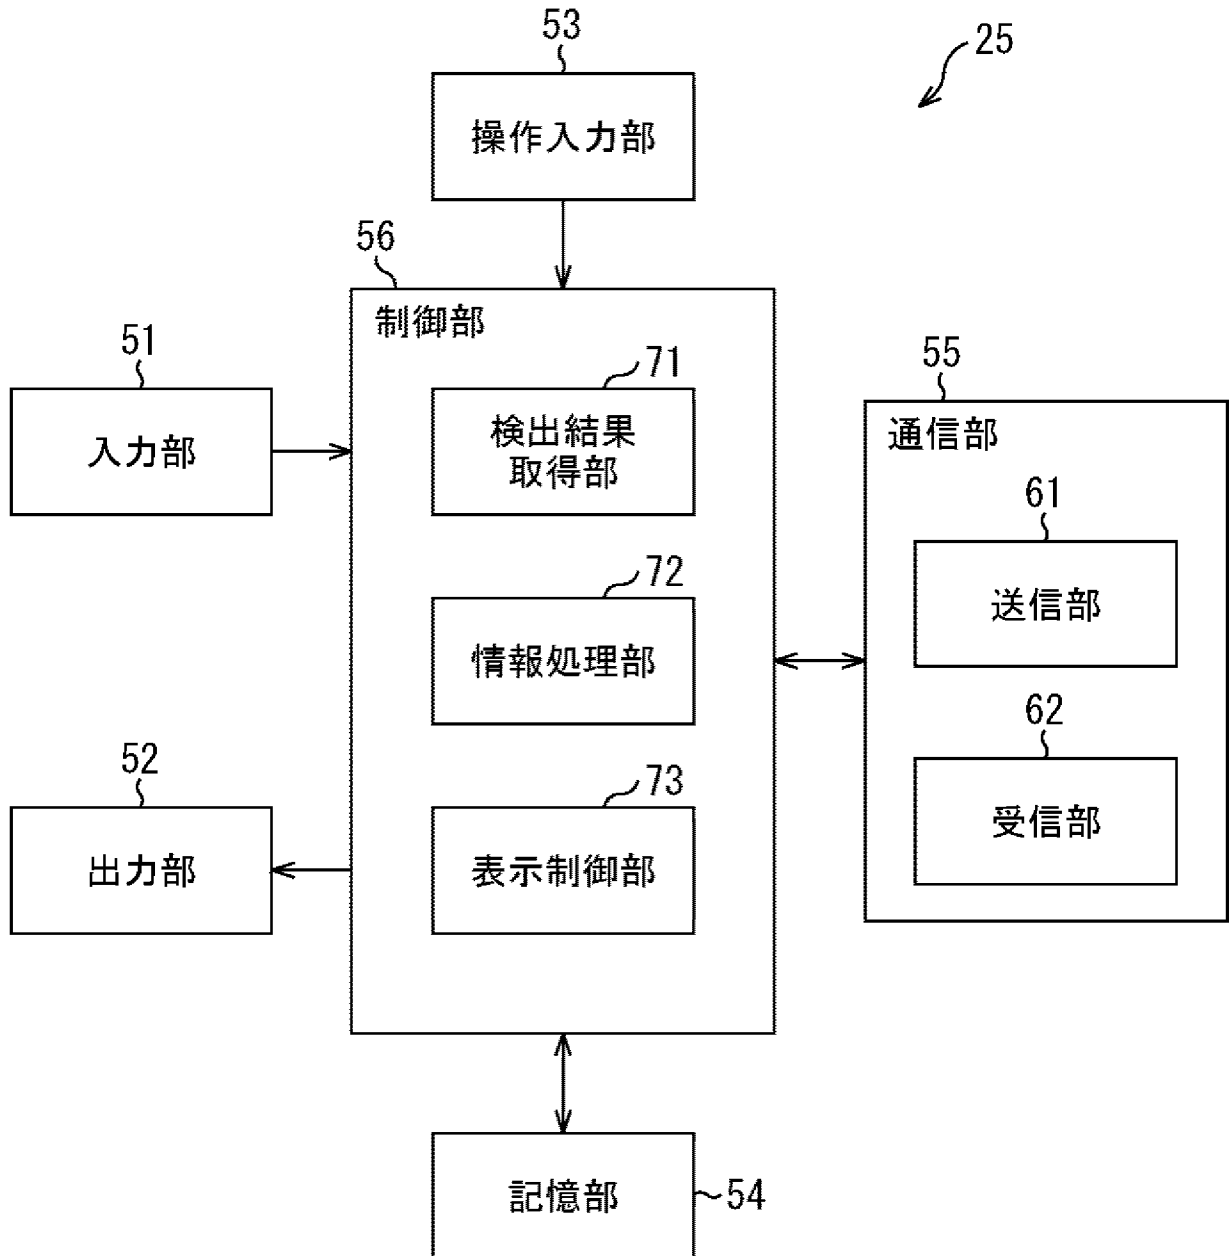 53
25
操作入力部
56
制御部
51
入力部
71
検出結果
取得部
55
通信部
61
送信部
72
情報処理部
62
受信部
52
出力部
73
表示制御部
記憶部
54